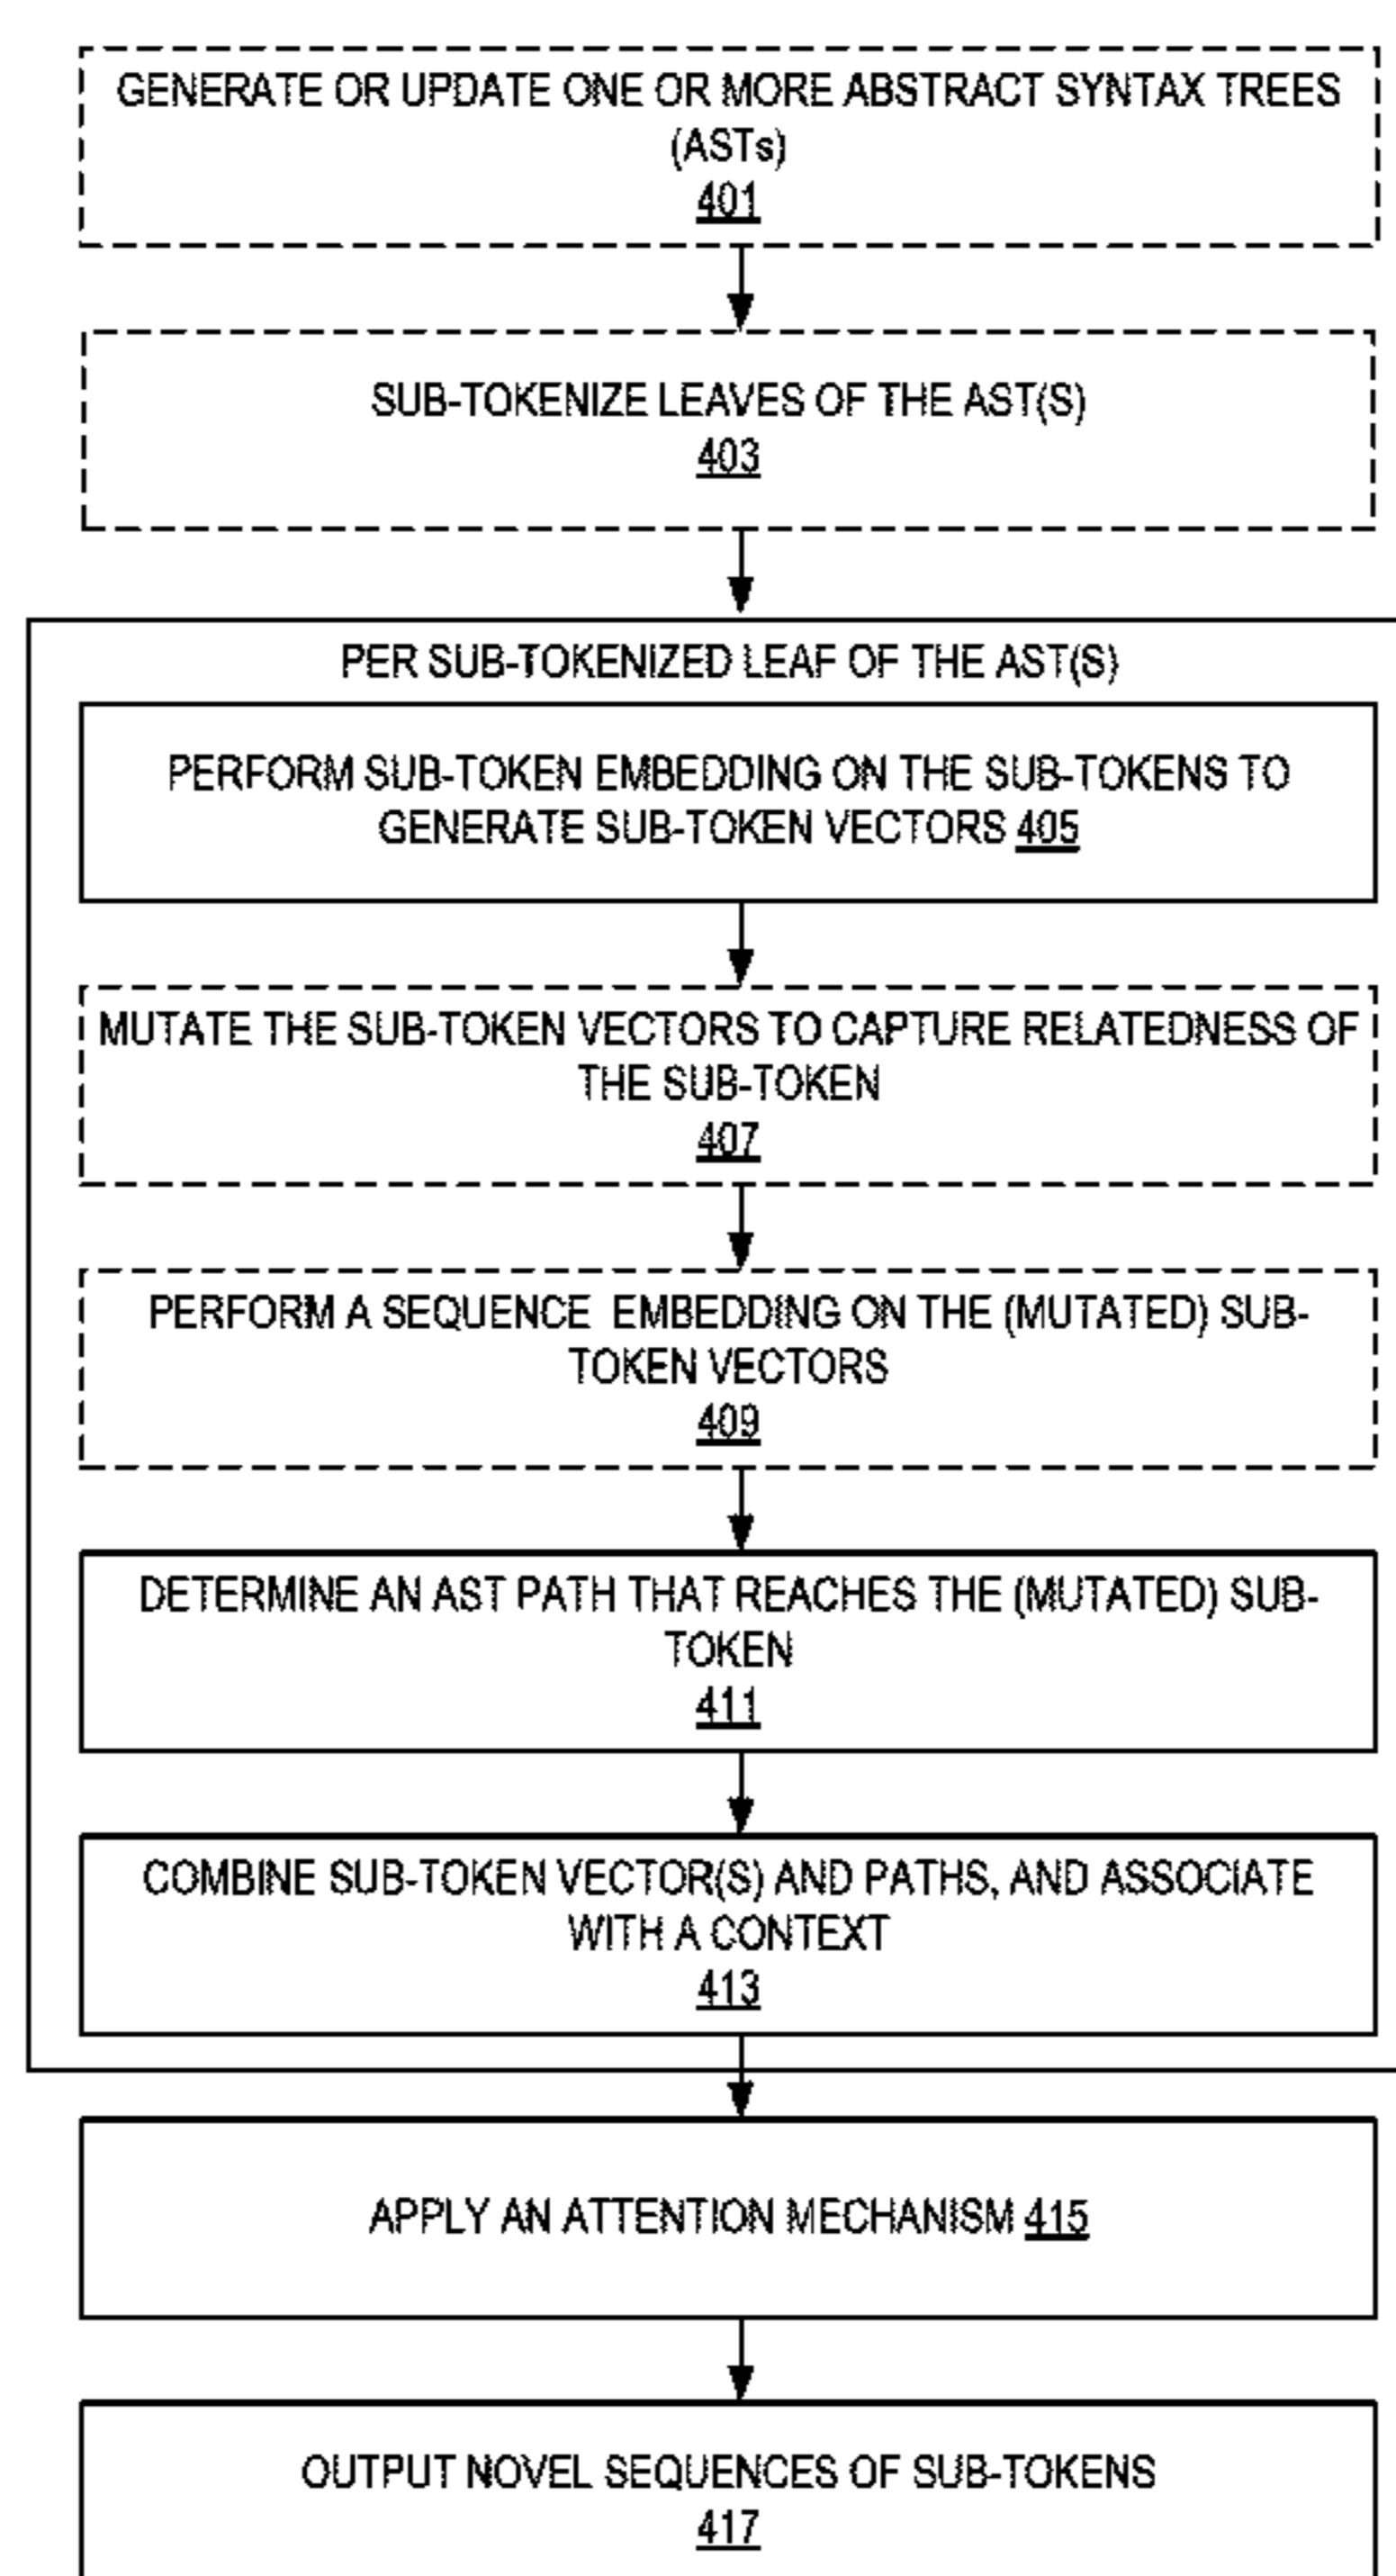 GENERATE OR UPDATE ONE OR MORE ABSTRACT SYNTAX TREES
(ASTs)
401
SUB-TOKENIZE LEAVES OF THE AST(S)
403
PER SUB-TOKENIZED LEAF OF THE AST(S)
PERFORM SUB-TOKEN EMBEDDING ON THE SUB-TOKENS TO
GENERATE SUB-TOKEN VECTORS 405
MUTATE THE SUB-TOKEN VECTORS TO CAPTURE RELATEDNESS OF
THE SUB-TOKEN
407
PERFORM A SEQUENCE EMBEDDING ON THE (MUTATED) SUB-
TOKEN VECTORS
409
DETERMINE AN AST PATH THAT REACHES THE (MUTATED) SUB-
TOKEN
411
COMBINE SUB-TOKEN VECTOR(S) AND PATHS, AND ASSOCIATE
WITH A CONTEXT
413
APPLY AN ATTENTION MECHANISM 415
OUTPUT NOVEL SEQUENCES OF SUB-TOKENS
417